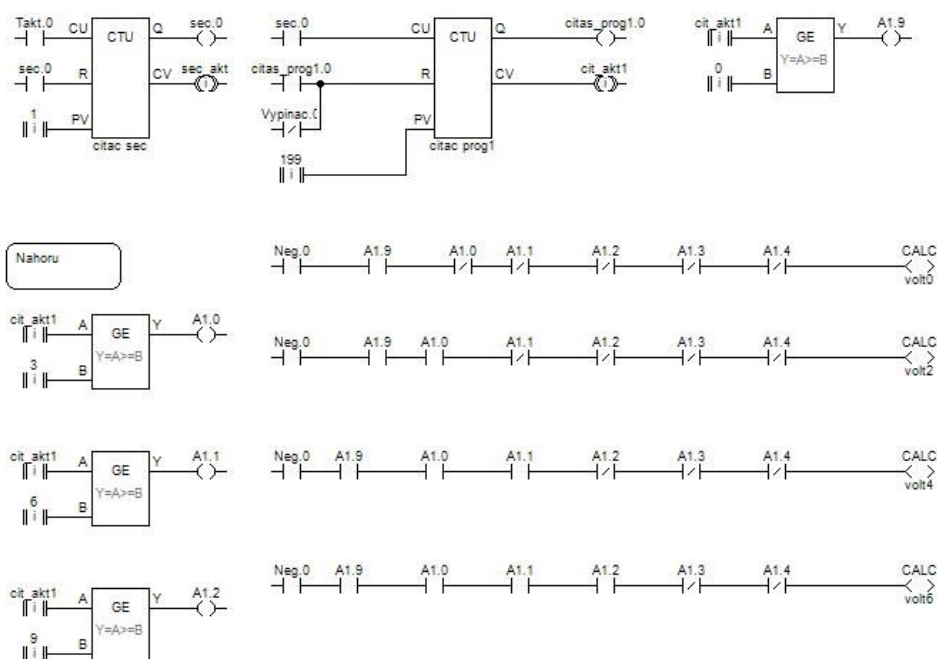 Takt.0 CU CTU Q sec.0
sec.0 R CV sec_akt
1 PV
citac sec
sec.0 CU CTU Q citas_prog1.0
citas_prog1.0 R CV cit_akt1
Vypinac.0
PV
199
citac prog1
cit_akt1 A GE Y A1.9
Y=A>=B
0 B
Nahoru
Neg.0 A1.9 A1.0 A1.1 A1.2 A1.3 A1.4 CALC
volt0
cit_akt1 A GE Y A1.0
Y=A>=B
3 B
Neg.0 A1.9 A1.0 A1.1 A1.2 A1.3 A1.4 CALC
volt2
cit_akt1 A GE Y A1.1
Y=A>=B
6 B
Neg.0 A1.9 A1.0 A1.1 A1.2 A1.3 A1.4 CALC
volt4
cit_akt1 A GE Y A1.2
Y=A>=B
9 B
Neg.0 A1.9 A1.0 A1.1 A1.2 A1.3 A1.4 CALC
volt6